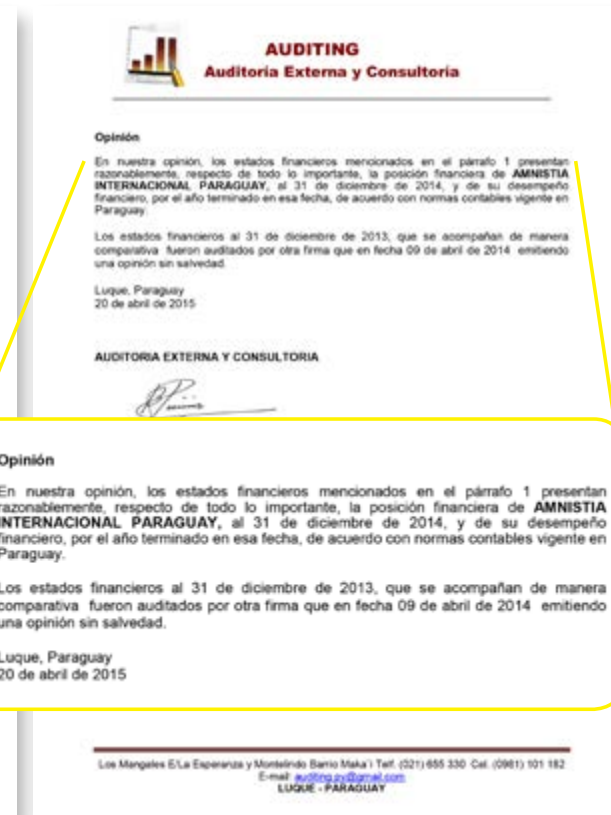 AUDITING
Auditoria Externa y Consultoria
Opinión
En nuestra opinión, los estados financieros mencionados en el párrafo 1 presentan
razonablemente, respecto de todo lo importante, la posición financiera de AMNISTIA
INTERNACIONAL PARAGUAY, al 31 de diciembre de 2014, y de su desempeño
financiero, por el año terminado en esa fecha, de acuerdo con normas contables vigente en
Paraguay.
Los estados financieros al 31 de diciembre de 2013, que se acompañan de manera
comparativa fueron auditados por otra firma que en fecha 09 de abril de 2014 emitiendo
una opinión sin salvedad.
Luque, Paraguay
20 de abril de 2015
AUDITORIA EXTERNA Y CONSULTORIA
Opinión
En nuestra opinión, los estados financieros mencionados en el párrafo 1 presentan
razonablemente, respecto de todo lo importante, la posición financiera de AMNISTIA
INTERNACIONAL PARAGUAY, al 31 de diciembre de 2014, y de su desempeño
financiero, por el año terminado en esa fecha, de acuerdo con normas contables vigente en
Paraguay.
Los estados financieros al 31 de diciembre de 2013, que se acompañan de manera
comparativa fueron auditados por otra firma que en fecha 09 de abril de 2014 emitiendo
una opinión sin salvedad.
Luque, Paraguay
20 de abril de 2015
Los Mangales E/La Esperanza y Montelindo Barrio Maka'i Telf. (021) 655 330 Cel. (0981) 101 182
E-mail: auditing.py@gmail.com
LUQUE - PARAGUAY